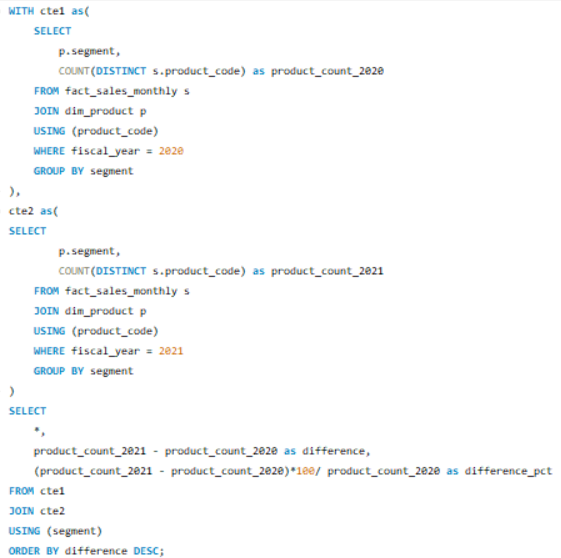 WITH cte1 as(
    SELECT
        p.segment,
        COUNT(DISTINCT s.product_code) as product_count_2020
    FROM fact_sales_monthly s
    JOIN dim_product p
    USING (product_code)
    WHERE fiscal_year = 2020
    GROUP BY segment
),
cte2 as(
SELECT
        p.segment,
        COUNT(DISTINCT s.product_code) as product_count_2021
    FROM fact_sales_monthly s
    JOIN dim_product p
    USING (product_code)
    WHERE fiscal_year = 2021
    GROUP BY segment
)
SELECT
    *,
    product_count_2021 - product_count_2020 as difference,
    (product_count_2021 - product_count_2020)*100/ product_count_2020 as difference_pct
FROM cte1
JOIN cte2
USING (segment)
ORDER BY difference DESC;